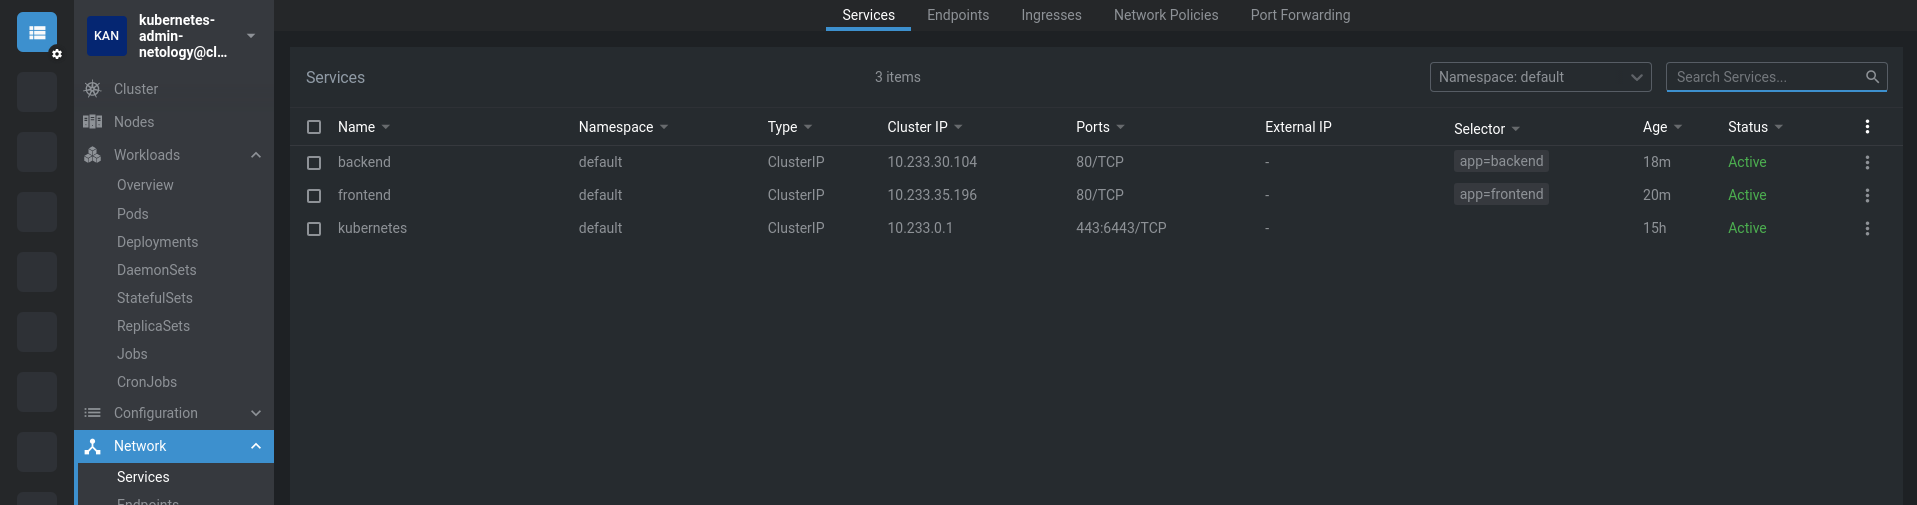 KAN
kubernetes-
admin-
netology@cl...
Cluster
Nodes
Workloads
Overview
Pods
Deployments
DaemonSets
StatefulSets
ReplicaSets
Jobs
CronJobs
Configuration
Network
Services
Endpoints
Services Endpoints Ingresses Network Policies Port Forwarding
Services 3 items Namespace: default Search Services...
Name Namespace Type Cluster IP Ports External IP Selector Age Status
backend default ClusterIP 10.233.30.104 80/TCP - app=backend 18m Active
frontend default ClusterIP 10.233.35.196 80/TCP - app=frontend 20m Active
kubernetes default ClusterIP 10.233.0.1 443:6443/TCP - 15h Active